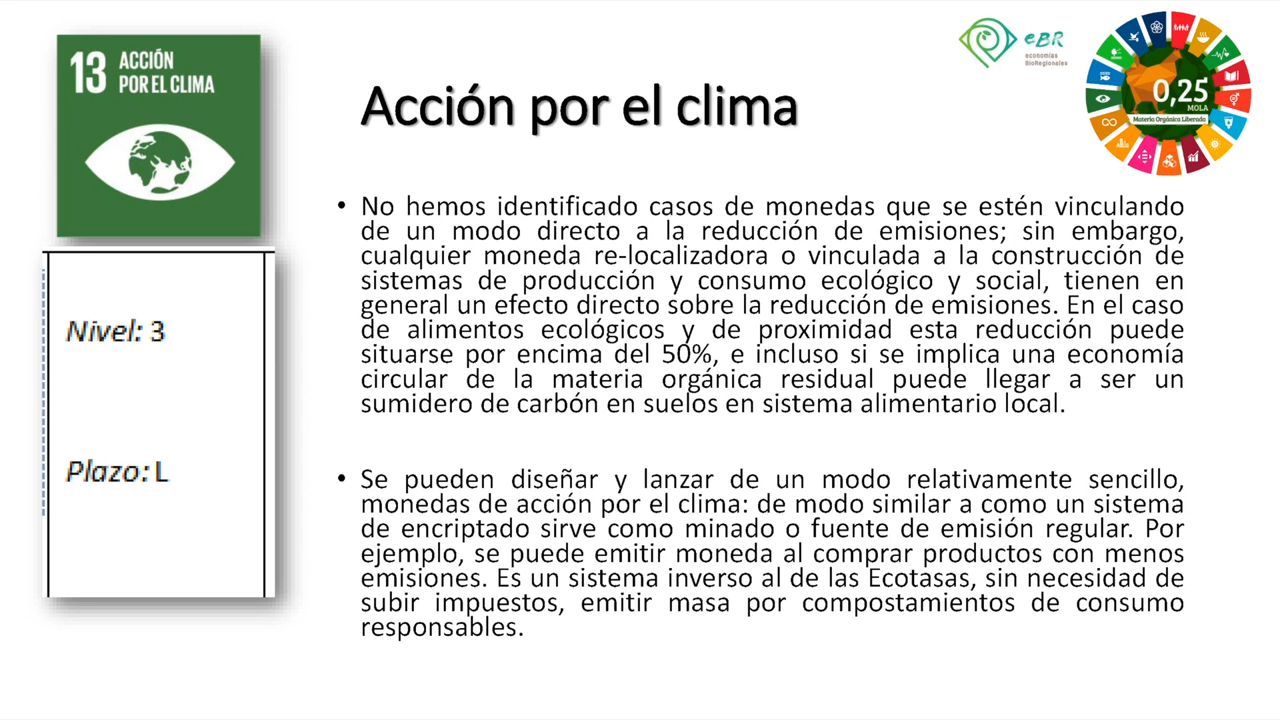 13 ACCIÓN
POR EL CLIMA
Acción por el clima
eBR
economías
BioRegionales
0,25
MOLA
Materia Orgánica Liberada
Nivel: 3
Plazo: L
• No hemos identificado casos de monedas que se estén vinculando
de un modo directo a la reducción de emisiones; sin embargo,
cualquier moneda re-localizadora o vinculada a la construcción de
sistemas de producción y consumo ecológico y social, tienen en
general un efecto directo sobre la reducción de emisiones. En el caso
de alimentos ecológicos y de proximidad esta reducción puede
situarse por encima del 50%, e incluso si se implica una economía
circular de la materia orgánica residual puede llegar a ser un
sumidero de carbón en suelos en sistema alimentario local.
• Se pueden diseñar y lanzar de un modo relativamente sencillo,
monedas de acción por el clima: de modo similar a como un sistema
de encriptado sirve como minado o fuente de emisión regular. Por
ejemplo, se puede emitir moneda al comprar productos con menos
emisiones. Es un sistema inverso al de las Ecotasas, sin necesidad de
subir impuestos, emitir masa por compostamientos de consumo
responsables.